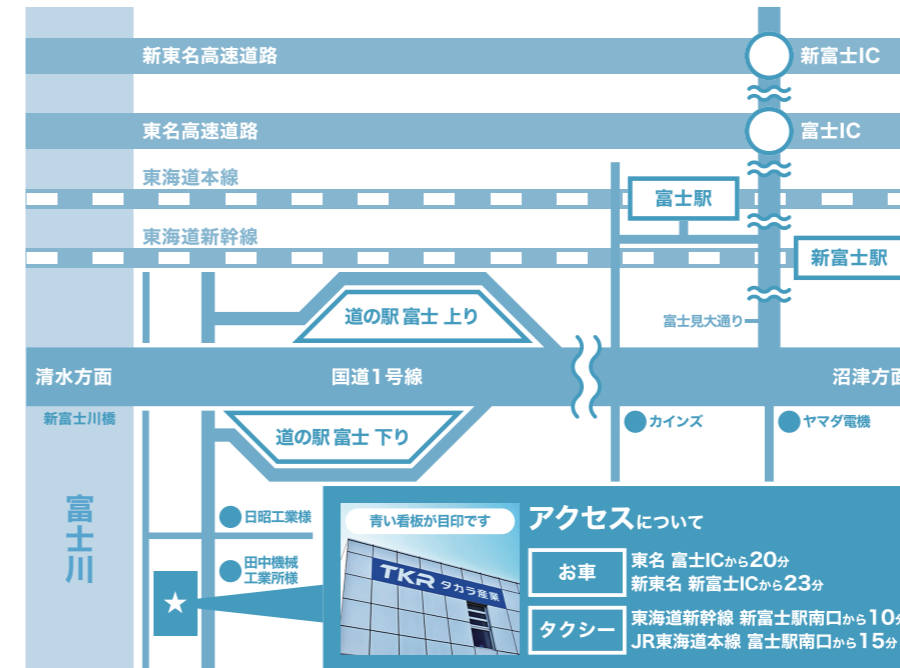 新東名高速道路
新富士IC
東名高速道路
富士IC
東海道本線
富士駅
東海道新幹線
新富士駅
道の駅 富士 上り
富士見大通り
清水方面
国道1号線
沼津方面
新富士川橋
カインズ
ヤマダ電機
道の駅 富士 下り
富士川
日昭工業様
田中機械
工業所様
青い看板が目印です
TKR タカラ産業
アクセスについて
お車
東名 富士ICから20分
新東名 新富士ICから23分
タクシー
東海道新幹線 新富士駅南口から10分
JR東海道本線 富士駅南口から15分